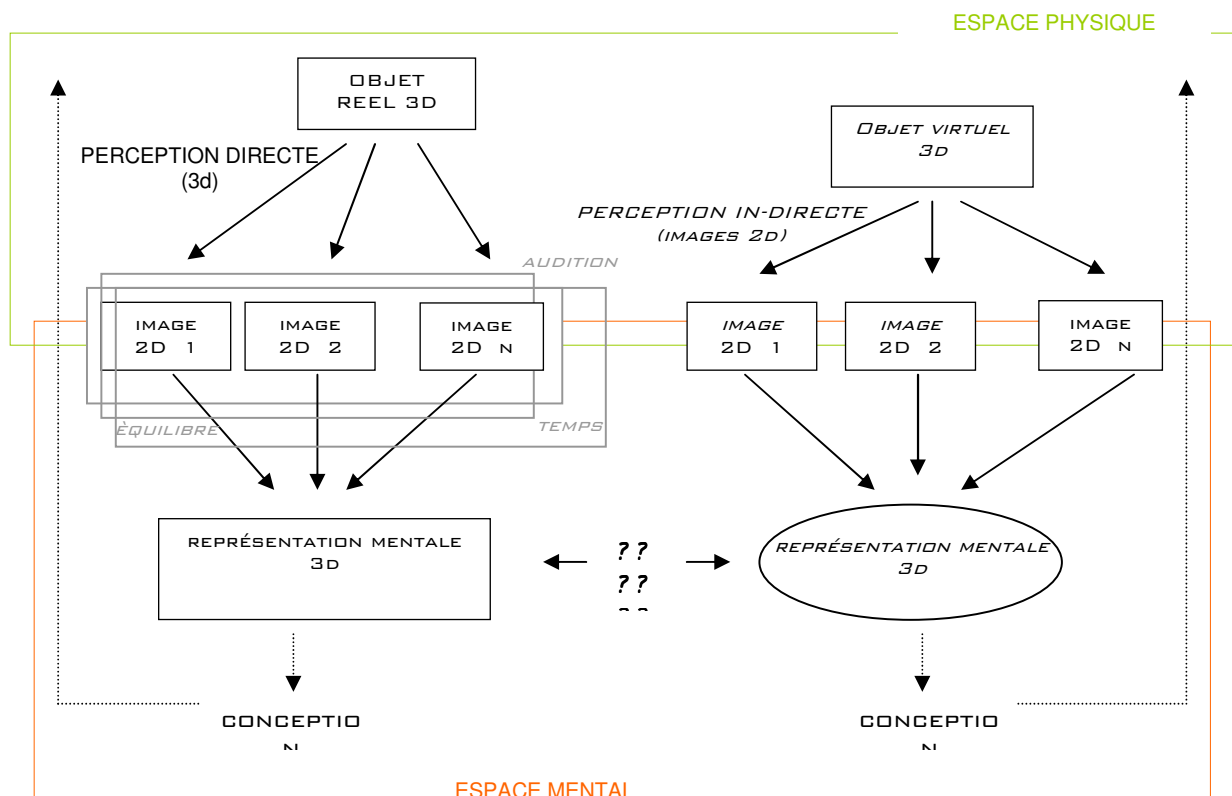 ESPACE PHYSIQUE
OBJET
REEL 3D
OBJET VIRTUEL
3D
PERCEPTION DIRECTE
(3d)
PERCEPTION IN-DIRECTE
(IMAGES 2D)
AUDITION
IMAGE
2D 1
IMAGE
2D 2
IMAGE
2D N
IMAGE
2D 1
IMAGE
2D 2
IMAGE
2D N
ÈQUILIBRE
TEMPS
REPRÉSENTATION MENTALE
3D
? ?
? ?
? ?
REPRÉSENTATION MENTALE
3D
CONCEPTIO
N
CONCEPTIO
N
ESPACE MENTAL